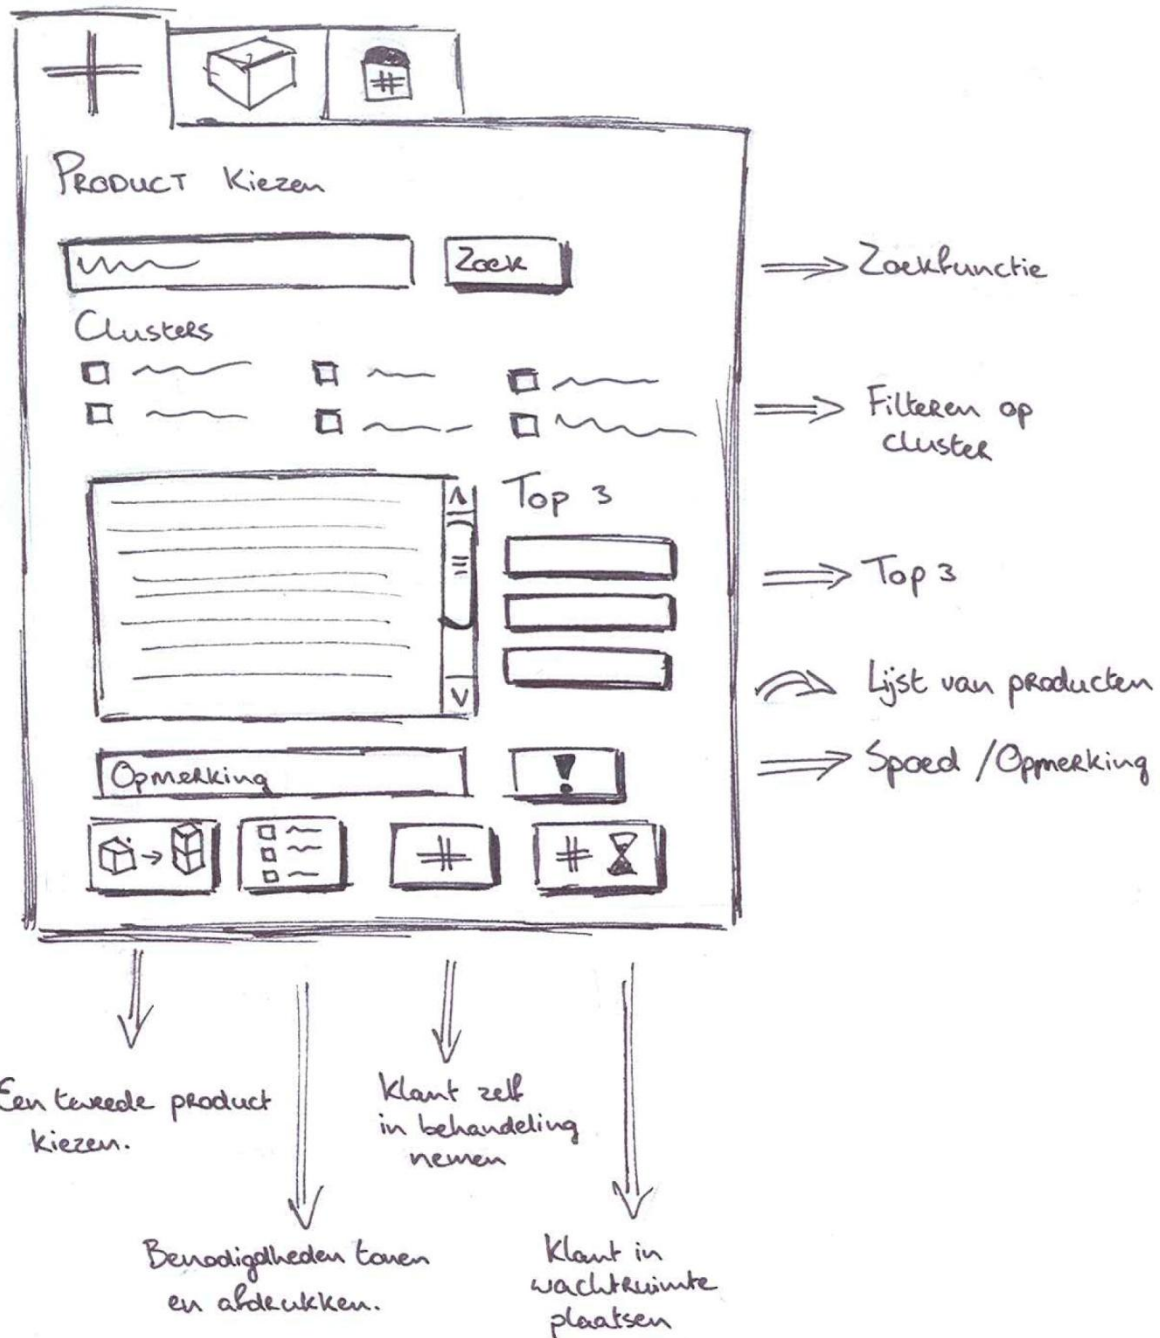 #
PRODUCT Kiezen
Zoek
Zoekfunctie
Clusters
Filteren op
cluster
Top 3
Top 3
Lijst van producten
Opmerking
!
Spoed / Opmerking
#
#
Een tweede product
kiezen.
Klant zelf
in behandeling
nemen
Benodigdheden tonen
en afdrukken.
Klant in
wachtruimte
plaatsen